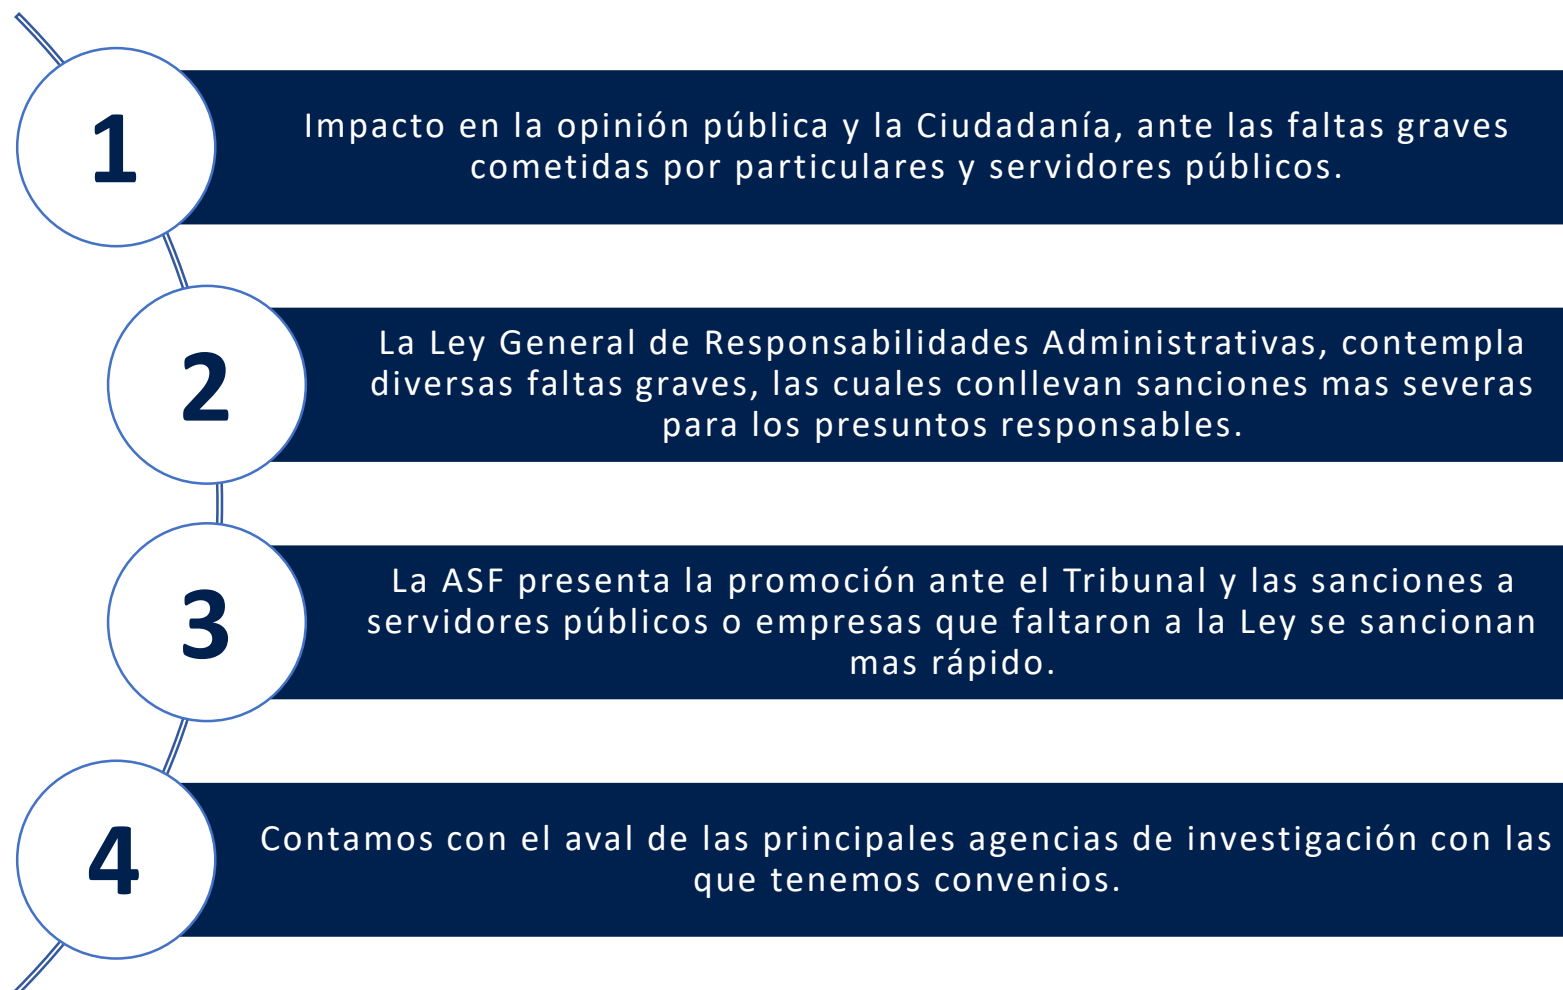 1
Impacto en la opinión pública y la Ciudadanía, ante las faltas graves
cometidas por particulares y servidores públicos.
2
La Ley General de Responsabilidades Administrativas, contempla
diversas faltas graves, las cuales conllevan sanciones mas severas
para los presuntos responsables.
3
La ASF presenta la promoción ante el Tribunal y las sanciones a
servidores públicos o empresas que faltaron a la Ley se sancionan
mas rápido.
4
Contamos con el aval de las principales agencias de investigación con las
que tenemos convenios.